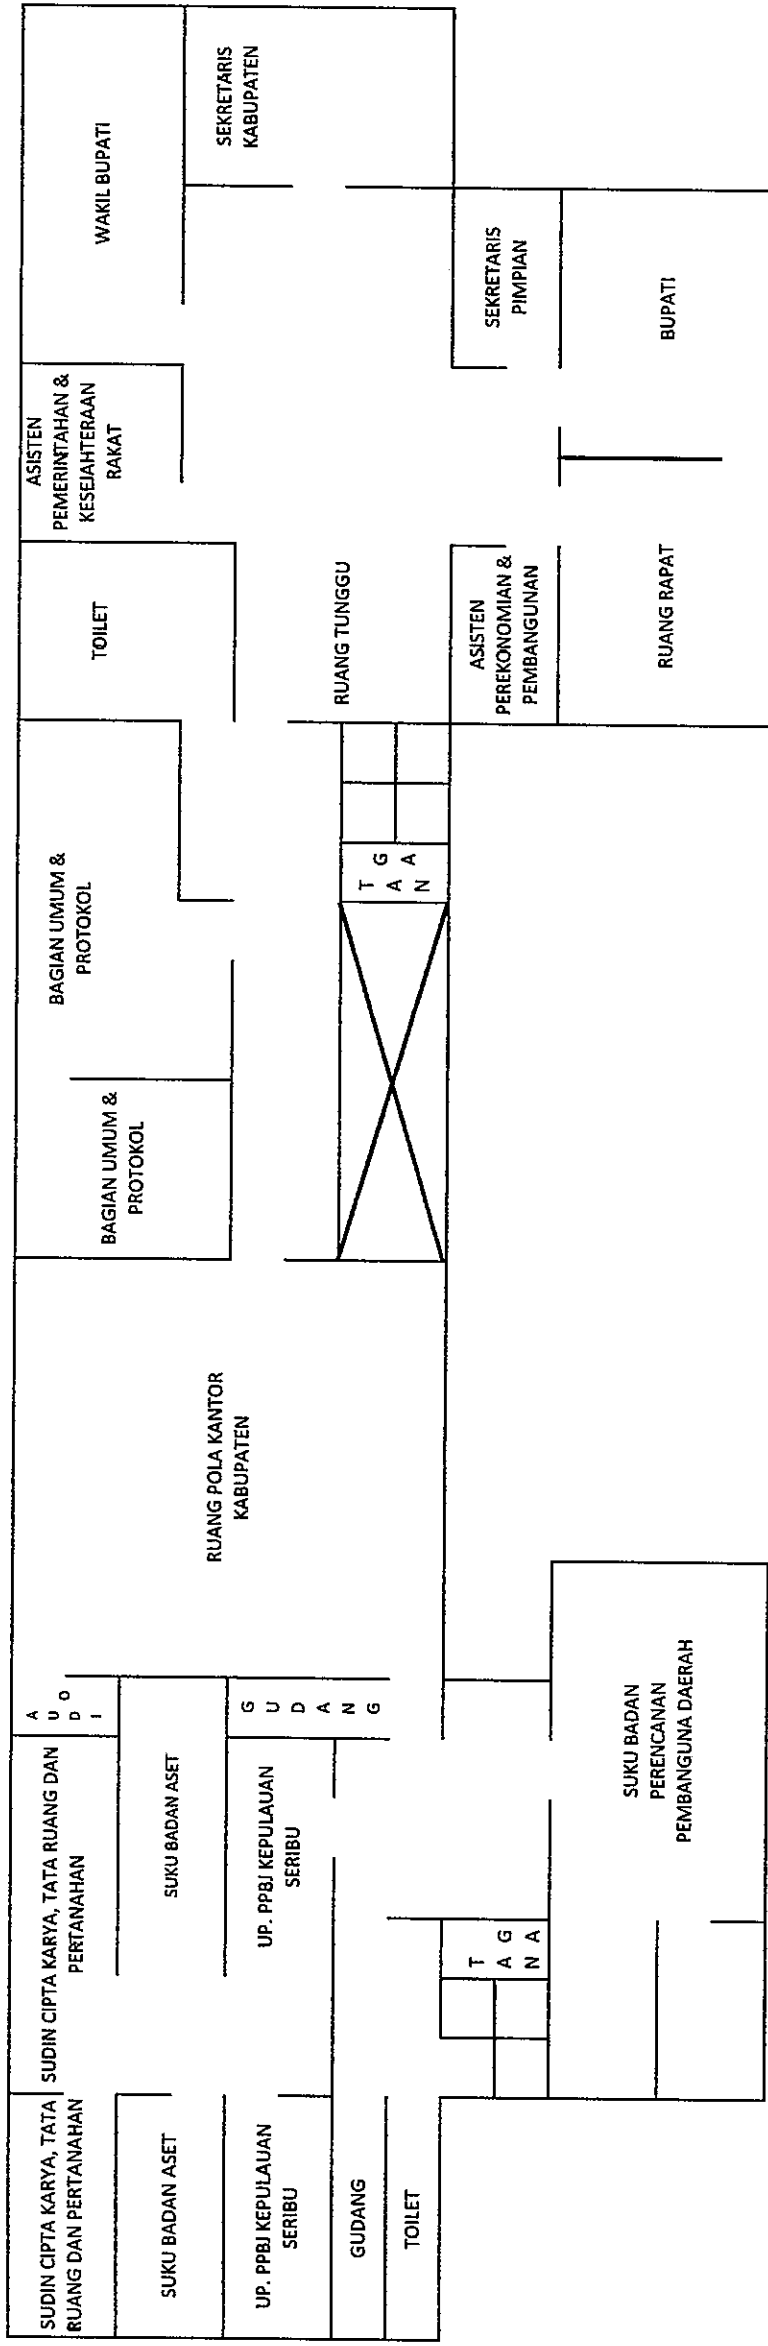 SUDIN CIPTA KARYA, TATA
RUANG DAN PERTANAHAN
SUDIN CIPTA KARYA, TATA RUANG DAN
PERTANAHAN
A
U O
D
I
BAGIAN UMUM &
PROTOKOL
BAGIAN UMUM &
PROTOKOL
TOILET
ASISTEN
PEMERINTAHAN &
KESEJAHTERAAN
RAKAT
WAKIL BUPATI
SUKU BADAN ASET
SUKU BADAN ASET
RUANG POLA KANTOR
KABUPATEN
SEKRETARIS
KABUPATEN
UP. PPBJ KEPULAUAN
SERIBU
UP. PPBJ KEPULAUAN
SERIBU
G
U
D
A
N
G
GUDANG
TOILET
T G
A A
N
RUANG TUNGGU
T
A G
N A
ASISTEN
PEREKONOMIAN &
PEMBANGUNAN
SEKRETARIS
PIMPIAN
SUKU BADAN
PERENCANAN
PEMBANGUNA DAERAH
RUANG RAPAT
BUPATI